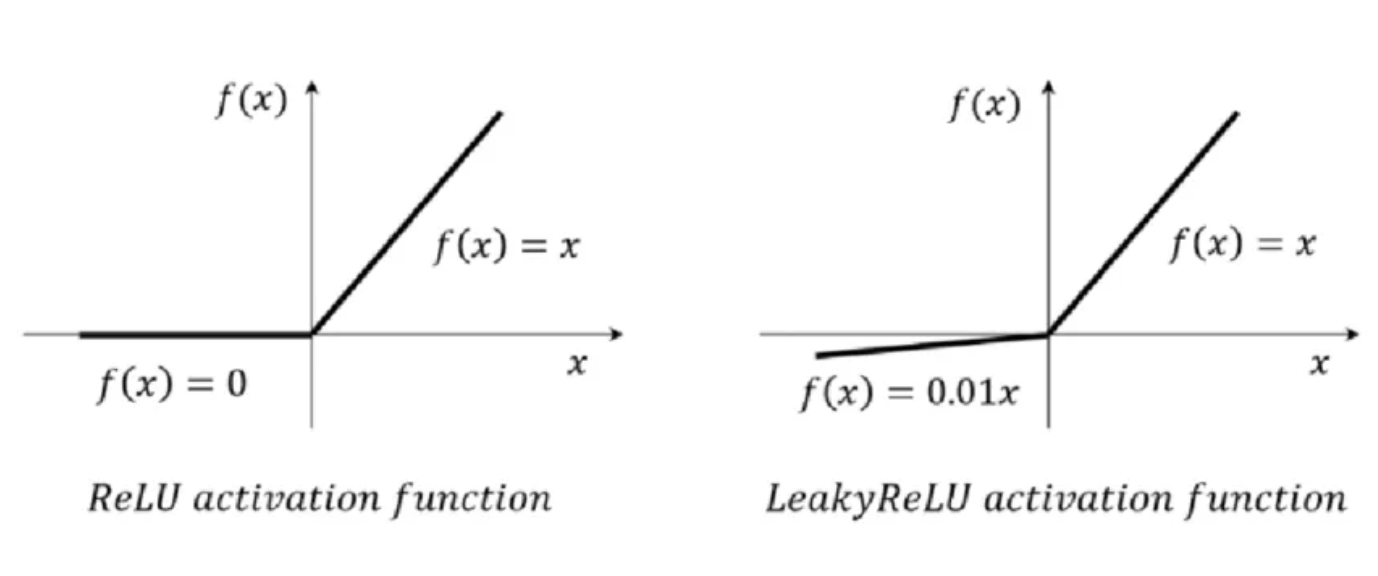 f(x)
f(x) = x
f(x) = 0
x
ReLU activation function
f(x)
f(x) = x
f(x) = 0.01x
x
LeakyReLU activation function